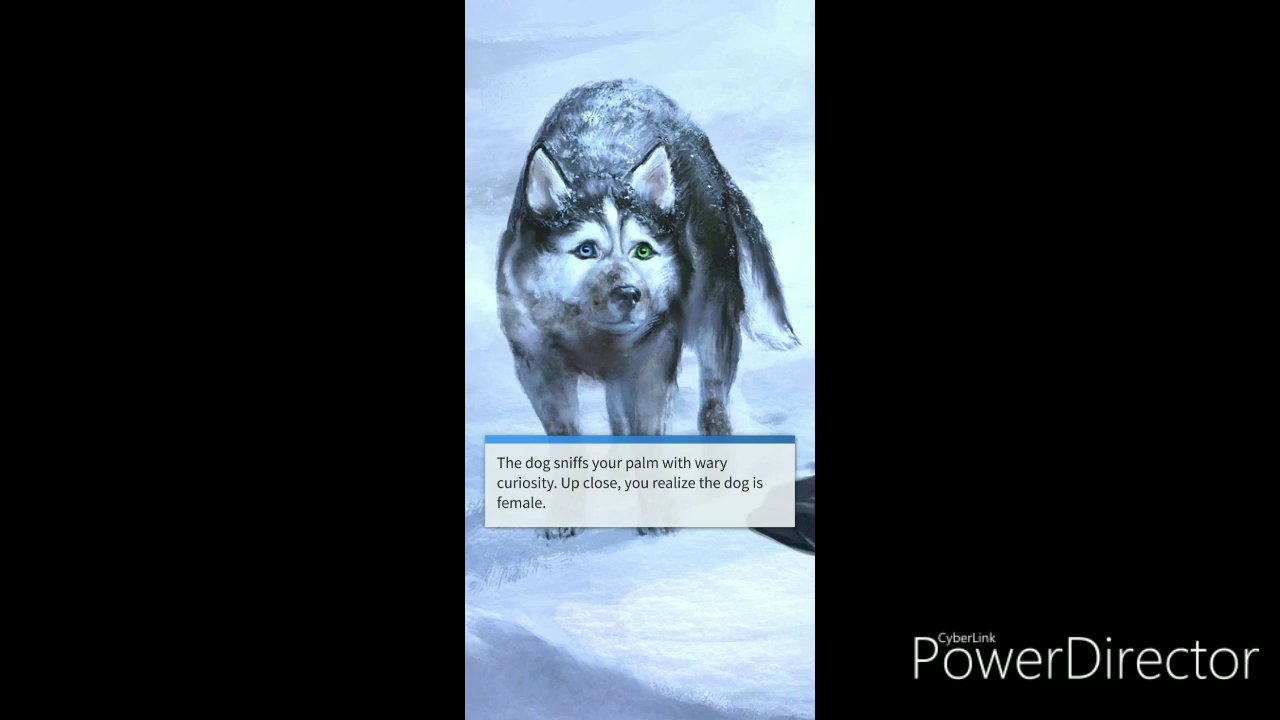 The dog sniffs your palm with wary
curiosity. Up close, you realize the dog is
female.
CyberLink
PowerDirector